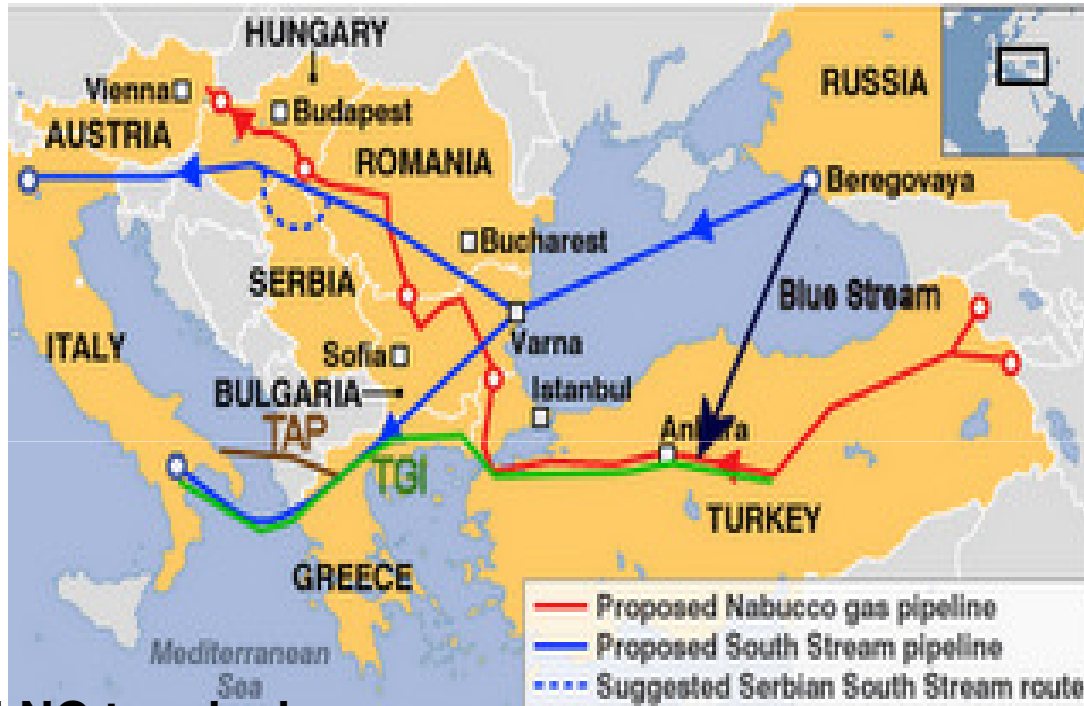 HUNGARY
Vienna
Budapest
RUSSIA
AUSTRIA
ROMANIA
Beregovaya
Bucharest
SERBIA
Blue Stream
ITALY
Sofia
Varna
BULGARIA
Istanbul
TAP
Ankara
TGI
TURKEY
GREECE
Proposed Nabucco gas pipeline
Mediterranean
Sea
Proposed South Stream pipeline
Suggested Serbian South Stream route